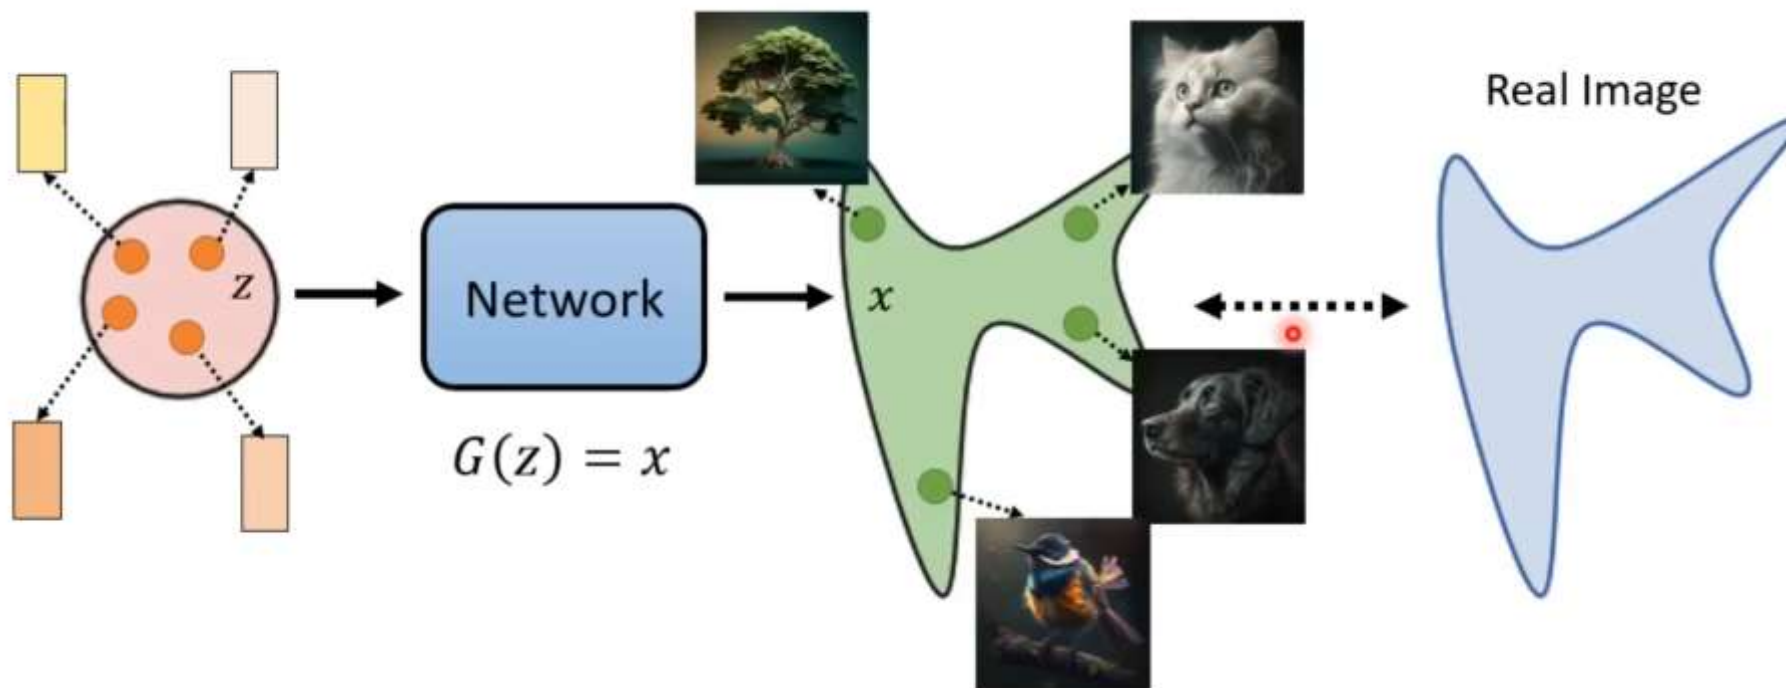 Real Image
z
Network
x
G(z) = x